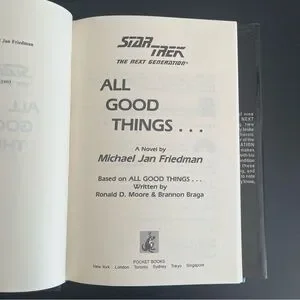 Jan Friedman
STAR TREK
THE NEXT GENERATION®
ALL
GOOD
THINGS . . .
A Novel by
Michael Jan Friedman
Based on ALL GOOD THINGS . . .
Written by
Ronald D. Moore & Brannon Braga
POCKET BOOKS
New York London Toronto Sydney Tokyo Singapore
NEXT